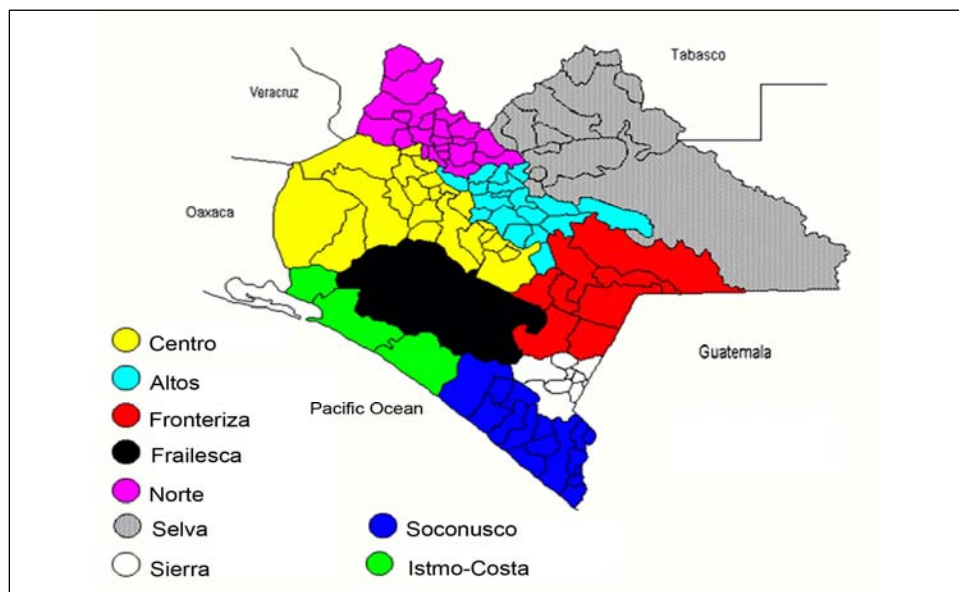 Tabasco
Veracruz
Oaxaca
Guatemala
Pacific Ocean
Centro
Altos
Fronteriza
Frailesca
Norte
Selva
Sierra
Soconusco
Istmo-Costa